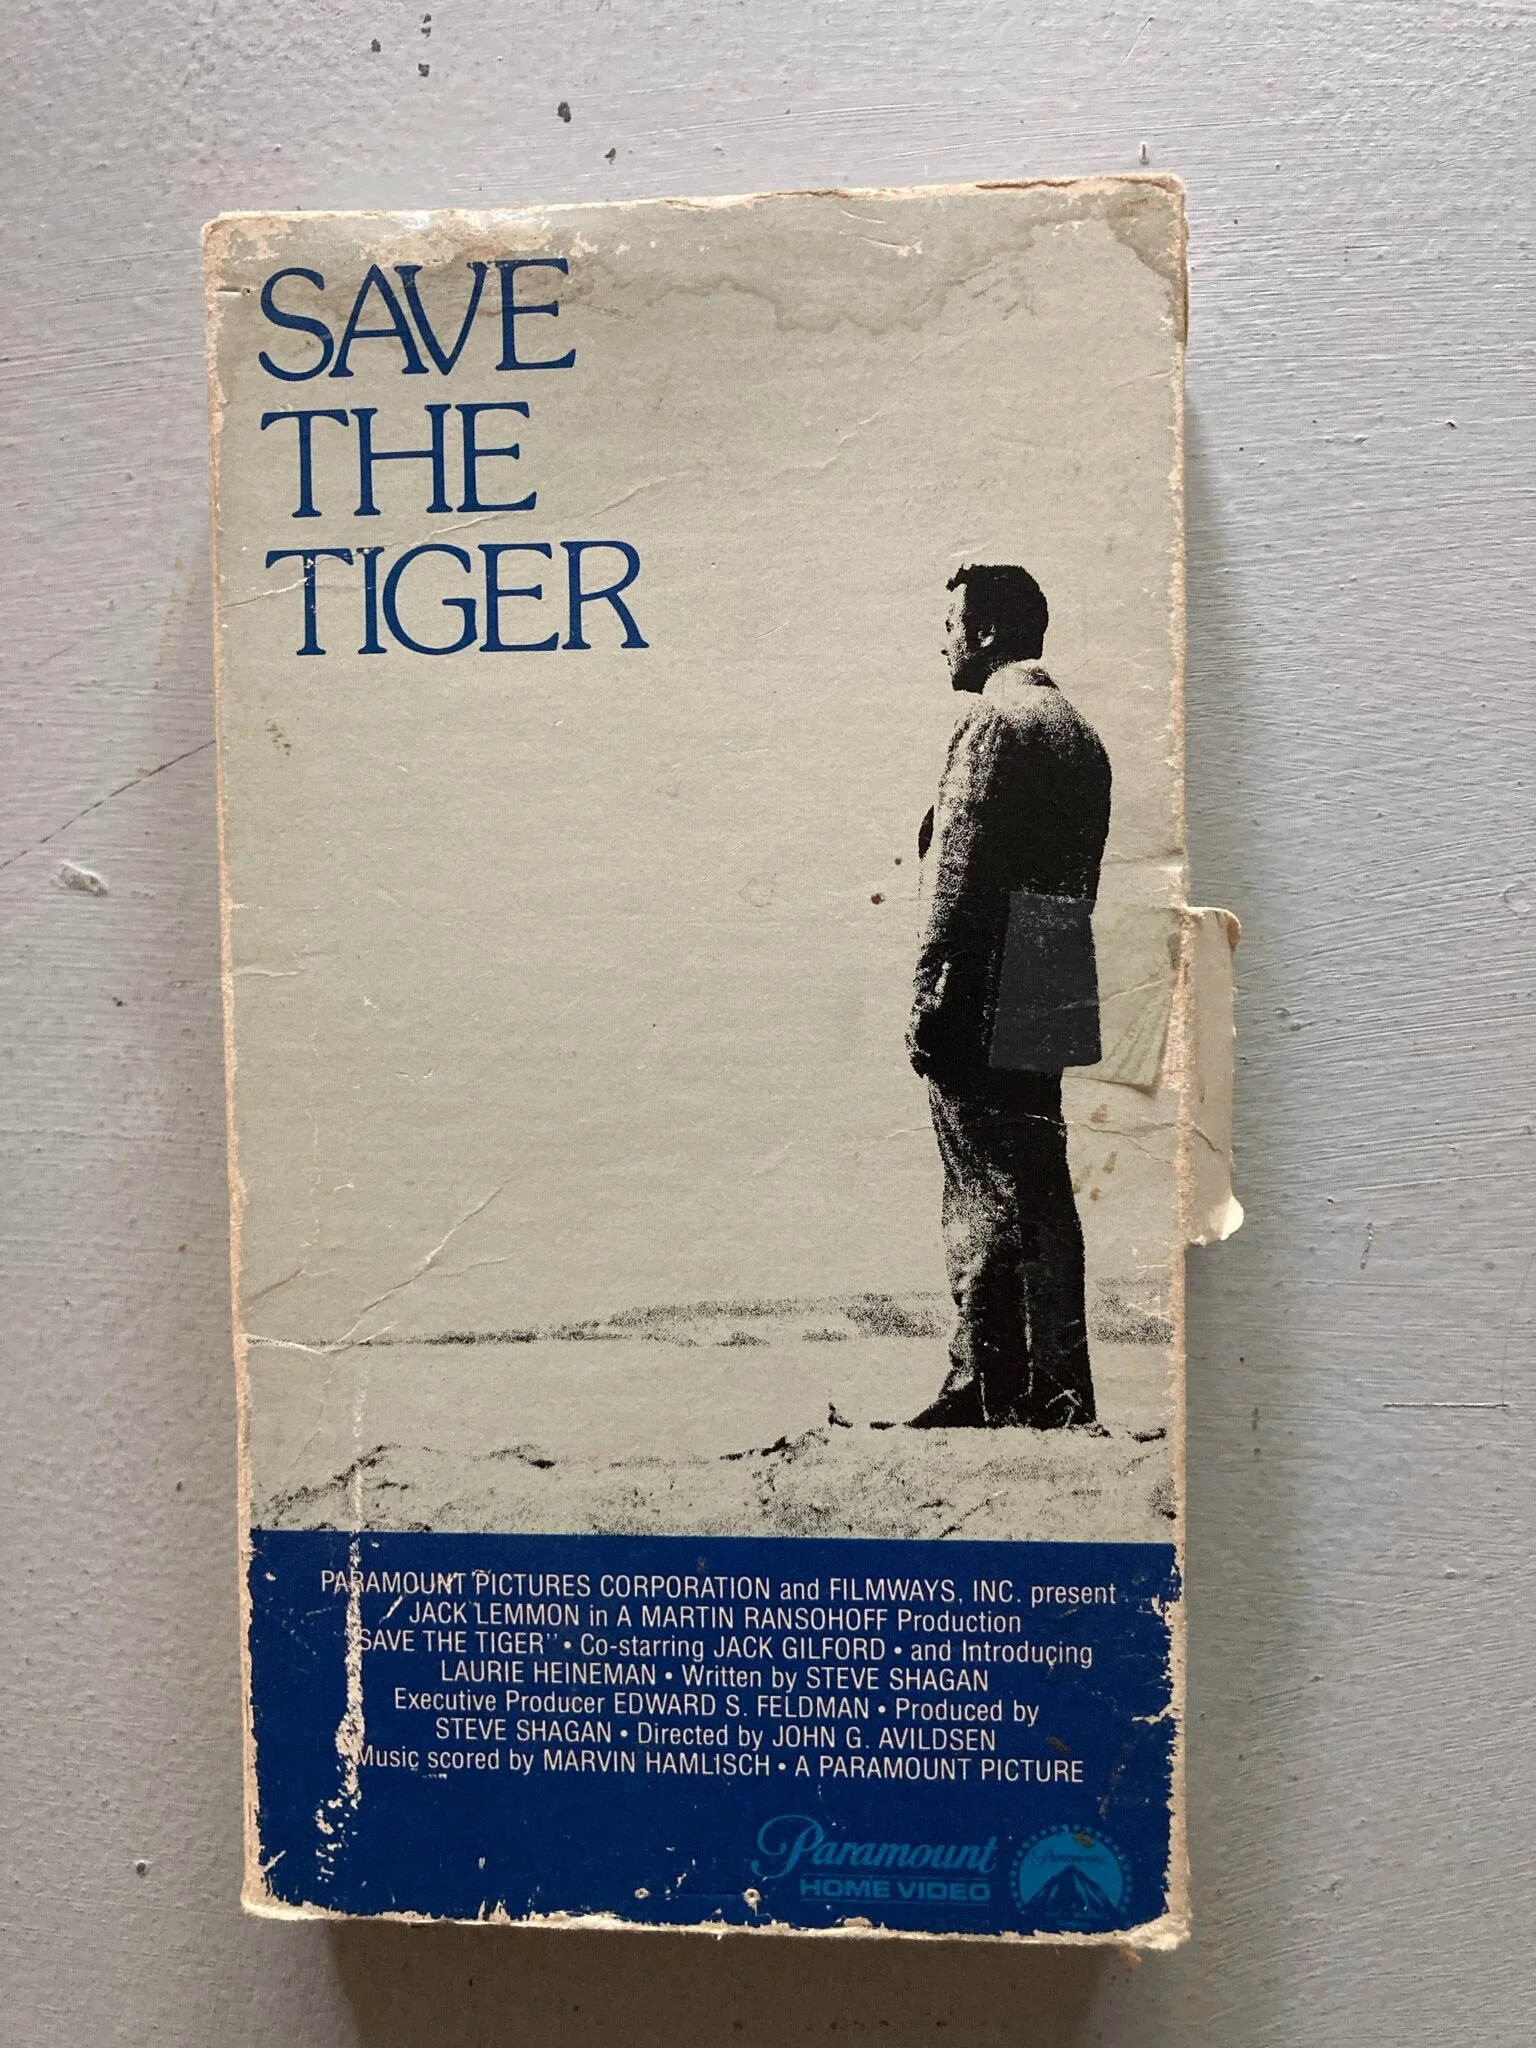 SAVE
THE
TIGER
PARAMOUNT PICTURES CORPORATION and FILMWAYS, INC. present
JACK LEMMON in A MARTIN RANSOHOFF Production
"SAVE THE TIGER" • Co-starring JACK GILFORD • and Introducing
LAURIE HEINEMAN • Written by STEVE SHAGAN
Executive Producer EDWARD S. FELDMAN • Produced by
STEVE SHAGAN • Directed by JOHN G. AVILDSEN
Music scored by MARVIN HAMLISCH • A PARAMOUNT PICTURE
Paramount
HOME VIDEO
Paramount